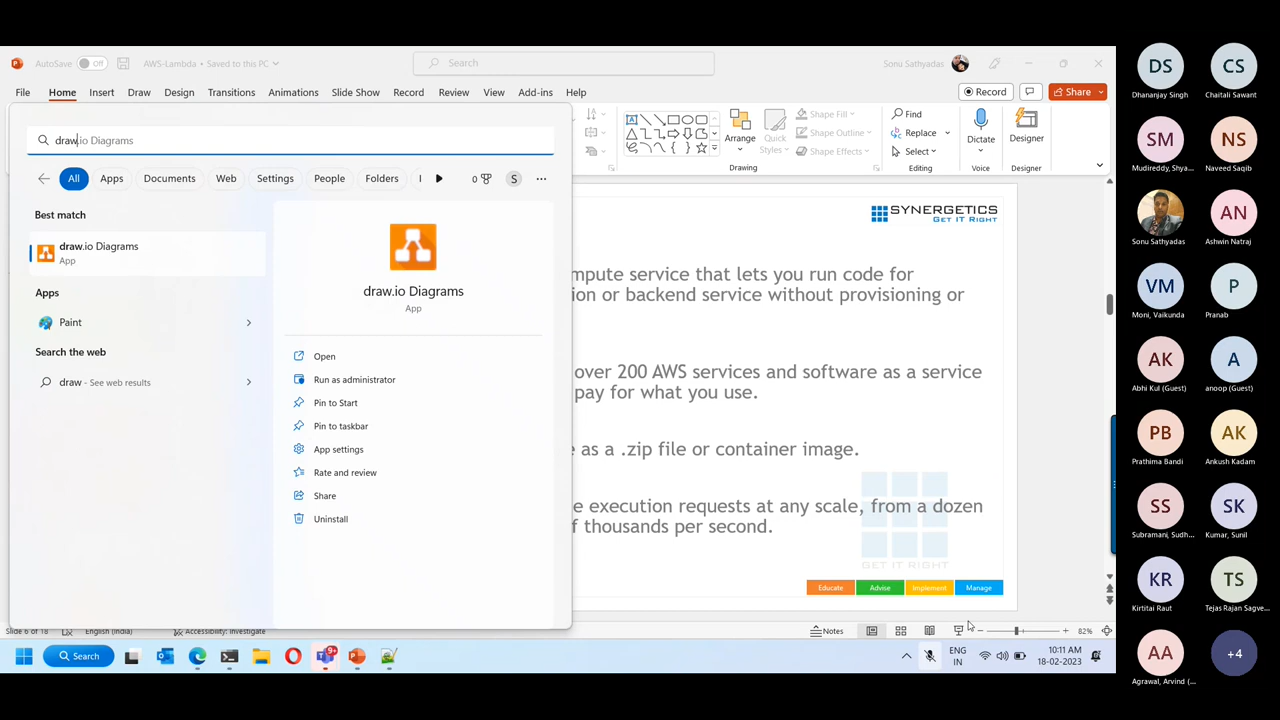 AutoSave Off AWS-Lambda • Saved to this PC Search Sonu Sathyadas
File Home Insert Draw Design Transitions Animations Slide Show Record Review View Add-ins Help Record Share
draw.io Diagrams
All Apps Documents Web Settings People Folders 0 S
Best match
draw.io Diagrams
App
Apps
Paint
Search the web
draw - See web results
draw.io Diagrams
App
Open
Run as administrator
Pin to Start
Pin to taskbar
App settings
Rate and review
Share
Uninstall
Arrange
Quick
Styles
Shape Fill
Shape Outline
Shape Effects
Drawing
Find
Replace
Select
Editing
Dictate
Voice
Designer
Designer
SYNERGETICS
GET IT RIGHT
mpute service that lets you run code for
ion or backend service without provisioning or
over 200 AWS services and software as a service
pay for what you use.
e as a .zip file or container image.
e execution requests at any scale, from a dozen
f thousands per second.
GET IT RIGHT
Educate Advise Implement Manage
Slide 6 of 18 English (India) Accessibility: Investigate Notes 82%
Search 9+ ENG
IN
10:11 AM
18-02-2023
DS CS
Dhananjay Singh Chaitali Sawant
SM NS
Mudireddy, Shya... Naveed Saqib
AN
Sonu Sathyadas Ashwin Natraj
VM P
Moni, Vaikunda Pranab
AK A
Abhi Kul (Guest) anoop (Guest)
PB AK
Prathima Bandi Ankush Kadam
SS SK
Subramani, Sudh... Kumar, Sunil
KR TS
Kirtitai Raut Tejas Rajan Sagve...
AA +4
Agrawal, Arvind (...